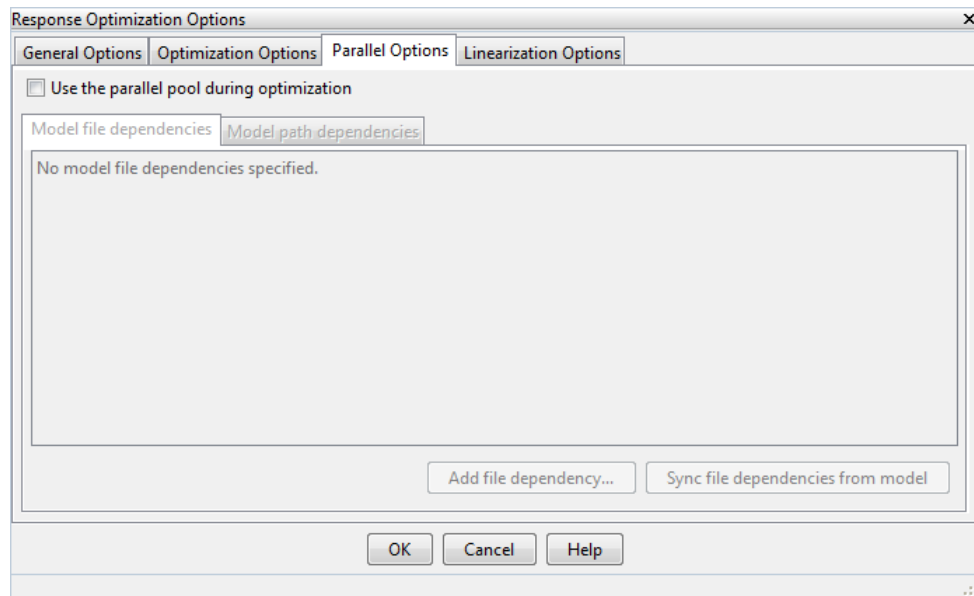 Response Optimization Options
General Options Optimization Options Parallel Options Linearization Options
Use the parallel pool during optimization
Model file dependencies Model path dependencies
No model file dependencies specified.
Add file dependency... Sync file dependencies from model
OK Cancel Help